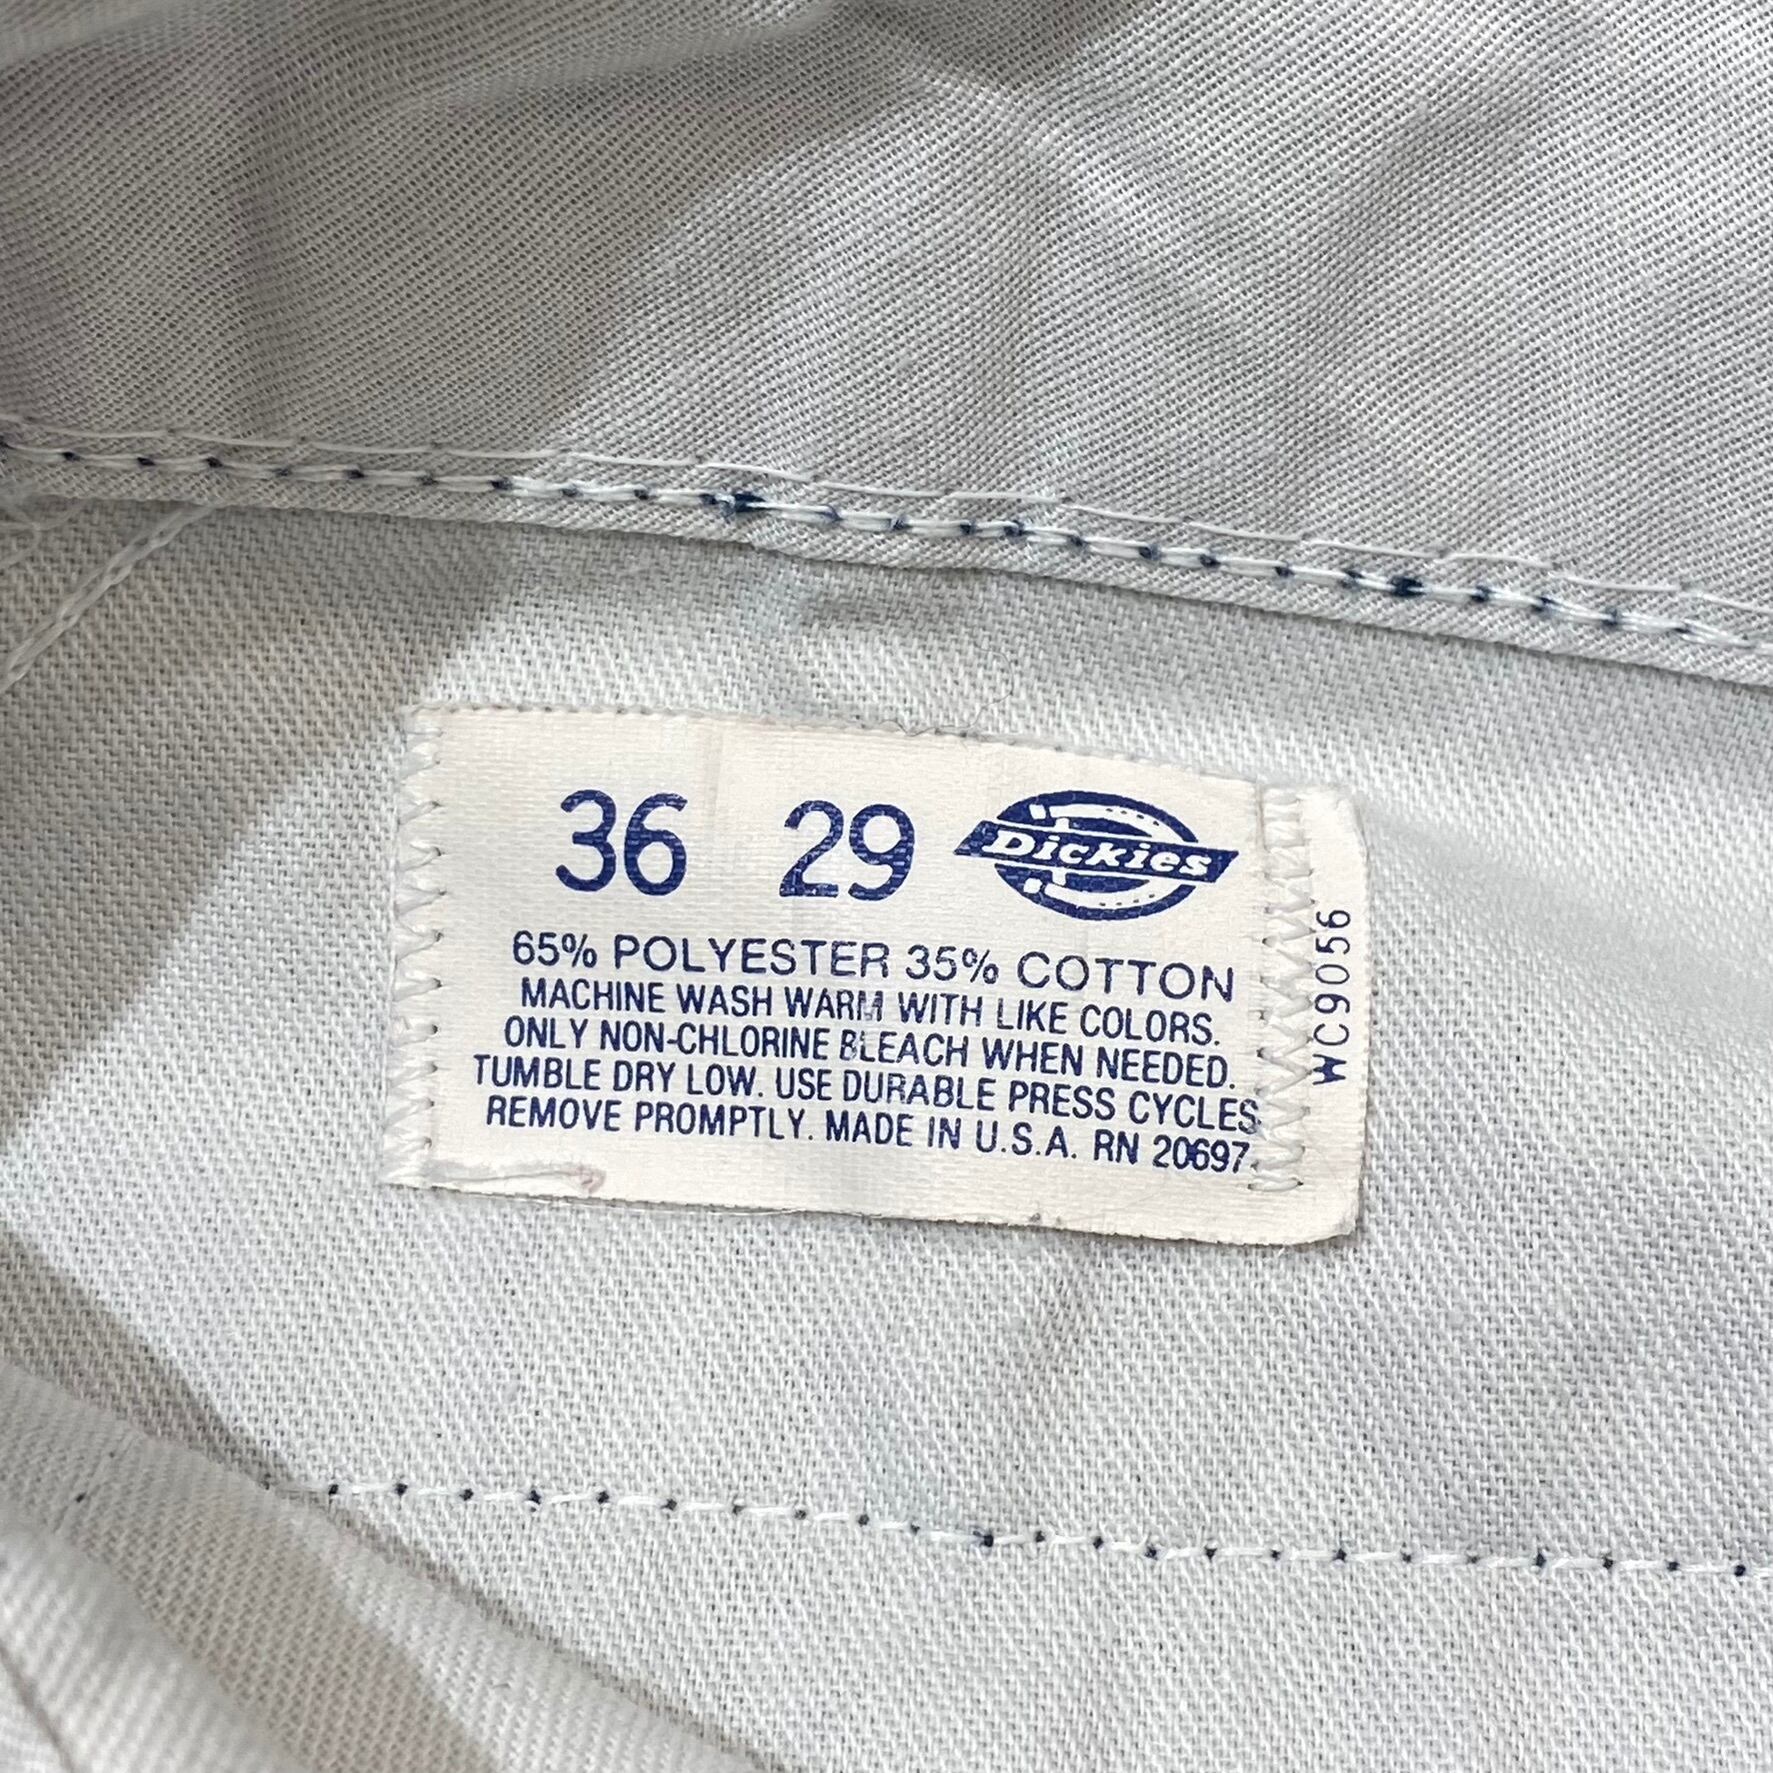 36 29 Dickies
65% POLYESTER 35% COTTON
MACHINE WASH WARM WITH LIKE COLORS.
ONLY NON-CHLORINE BLEACH WHEN NEEDED.
TUMBLE DRY LOW. USE DURABLE PRESS CYCLES
REMOVE PROMPTLY. MADE IN U.S.A. RN 20697
WC9056